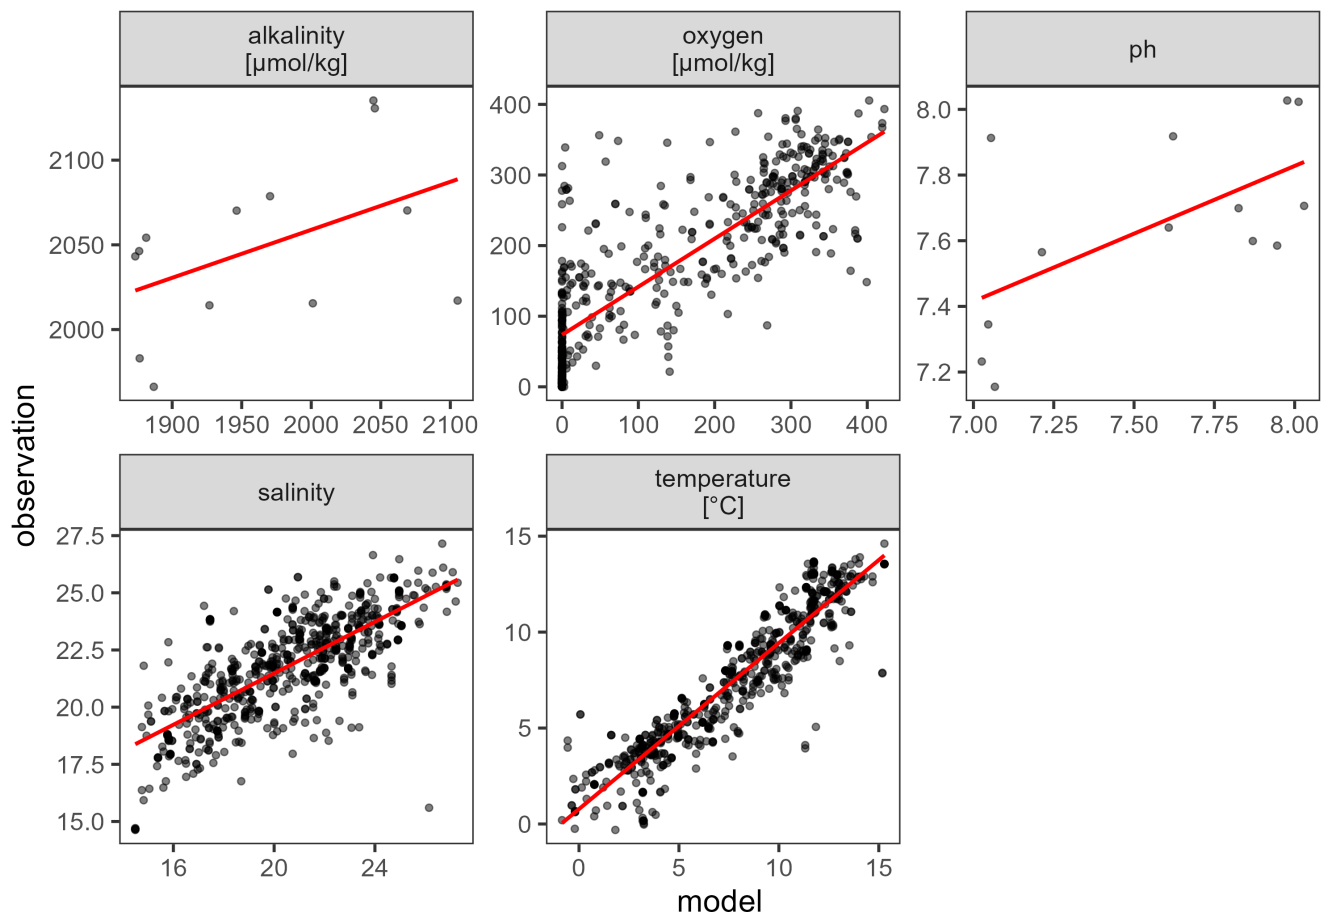 alkalinity
[µmol/kg]
oxygen
[µmol/kg]
ph
2100
2050
2000
1900 1950 2000 2050 2100
400
300
200
100
0
0 100 200 300 400
8.0
7.8
7.6
7.4
7.2
7.00 7.25 7.50 7.75 8.00
observation
salinity
temperature
[°C]
27.5
25.0
22.5
20.0
17.5
15.0
16 20 24
15
10
5
0
0 5 10 15
model